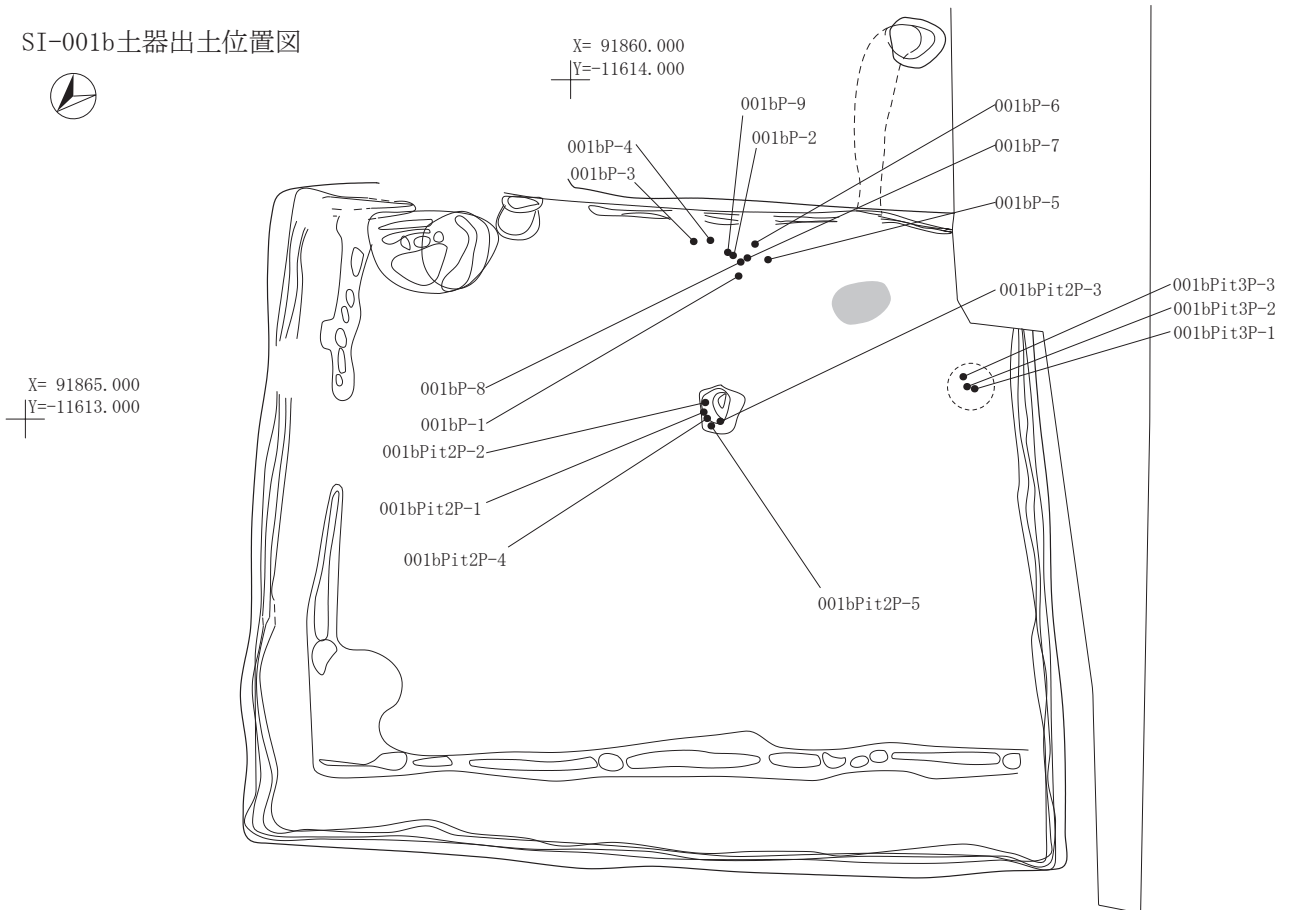 SI-001b土器出土位置図
X= 91860.000
Y=-11614.000
001bP-9
001bP-6
001bP-2
001bP-4
001bP-7
001bP-3
001bP-5
001bPit3P-3
001bPit2P-3
001bPit3P-2
001bPit3P-1
X= 91865.000
Y=-11613.000
001bP-8
001bP-1
001bPit2P-2
001bPit2P-1
001bPit2P-4
001bPit2P-5